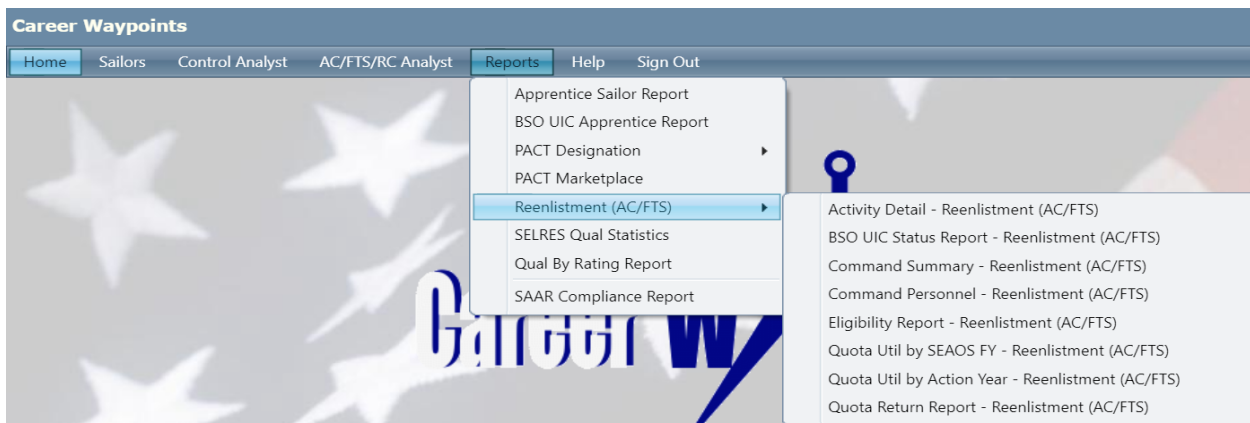 Career Waypoints
Home Sailors Control Analyst AC/FTS/RC Analyst Reports Help Sign Out
Apprentice Sailor Report
BSO UIC Apprentice Report
PACT Designation
PACT Marketplace
Reenlistment (AC/FTS)
SELRES Qual Statistics
Qual By Rating Report
SAAR Compliance Report
Activity Detail - Reenlistment (AC/FTS)
BSO UIC Status Report - Reenlistment (AC/FTS)
Command Summary - Reenlistment (AC/FTS)
Command Personnel - Reenlistment (AC/FTS)
Eligibility Report - Reenlistment (AC/FTS)
Quota Util by SEAOS FY - Reenlistment (AC/FTS)
Quota Util by Action Year - Reenlistment (AC/FTS)
Quota Return Report - Reenlistment (AC/FTS)
Career W